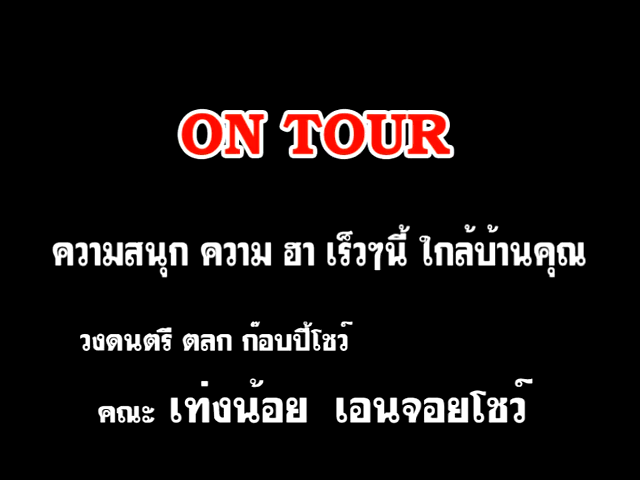 ON TOUR
ความสนุก ความ ฮา เร็วๆนี้ ใกล้บ้านคุณ
วงดนตรี ตลก ก๊อบปี้โชว์
คณะ เท่งน้อย เอนจอยโชว์